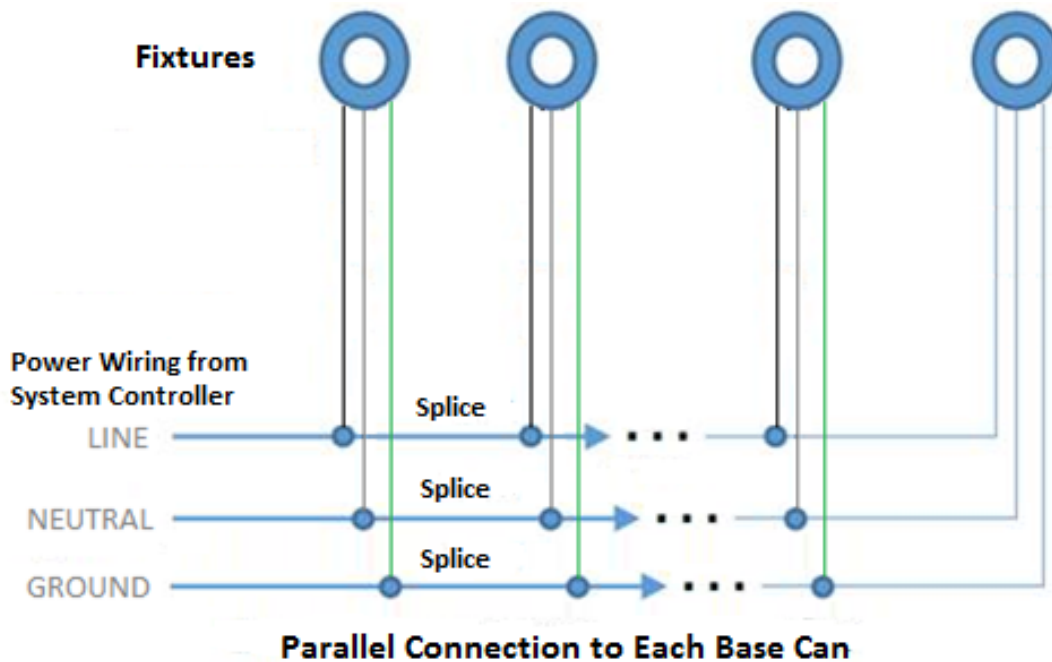 Fixtures
Power Wiring from
System Controller
LINE
Splice
NEUTRAL
Splice
GROUND
Splice
Parallel Connection to Each Base Can